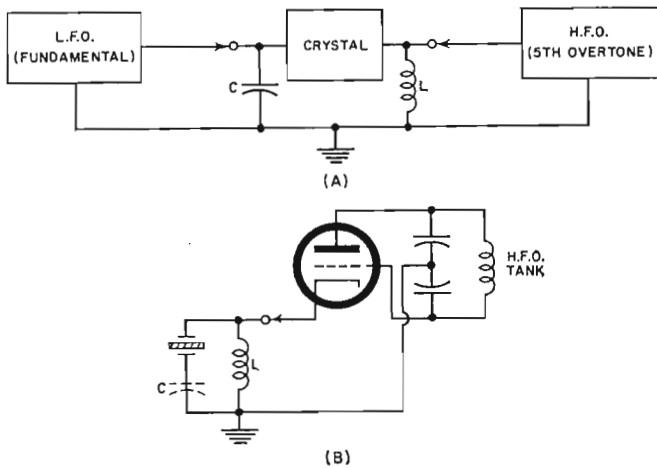 L.F.O.
(FUNDAMENTAL)
CRYSTAL
H.F.O.
(5TH OVERTONE)
C
L
(A)
H.F.O.
TANK
C
L
(B)